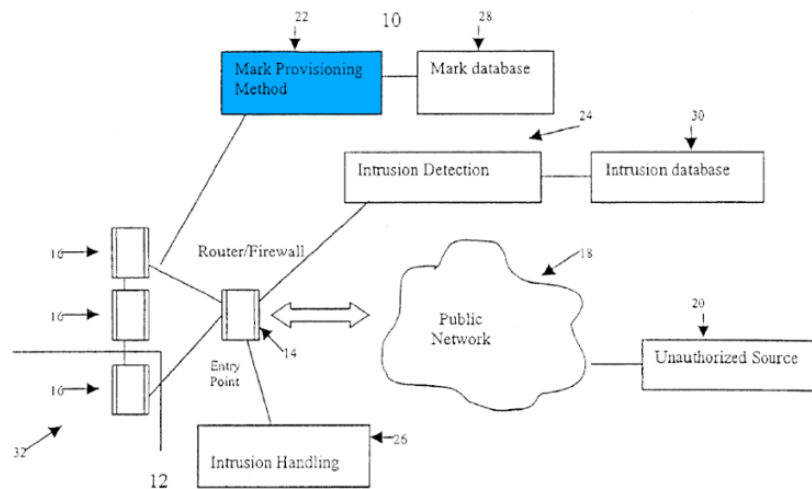 22
10
28
Mark Provisioning
Method
Mark database
24
30
Intrusion Detection
Intrusion database
Router/Firewall
16
18
16
Public
Network
20
14
Entry
Point
Unauthorized Source
16
32
26
Intrusion Handling
12